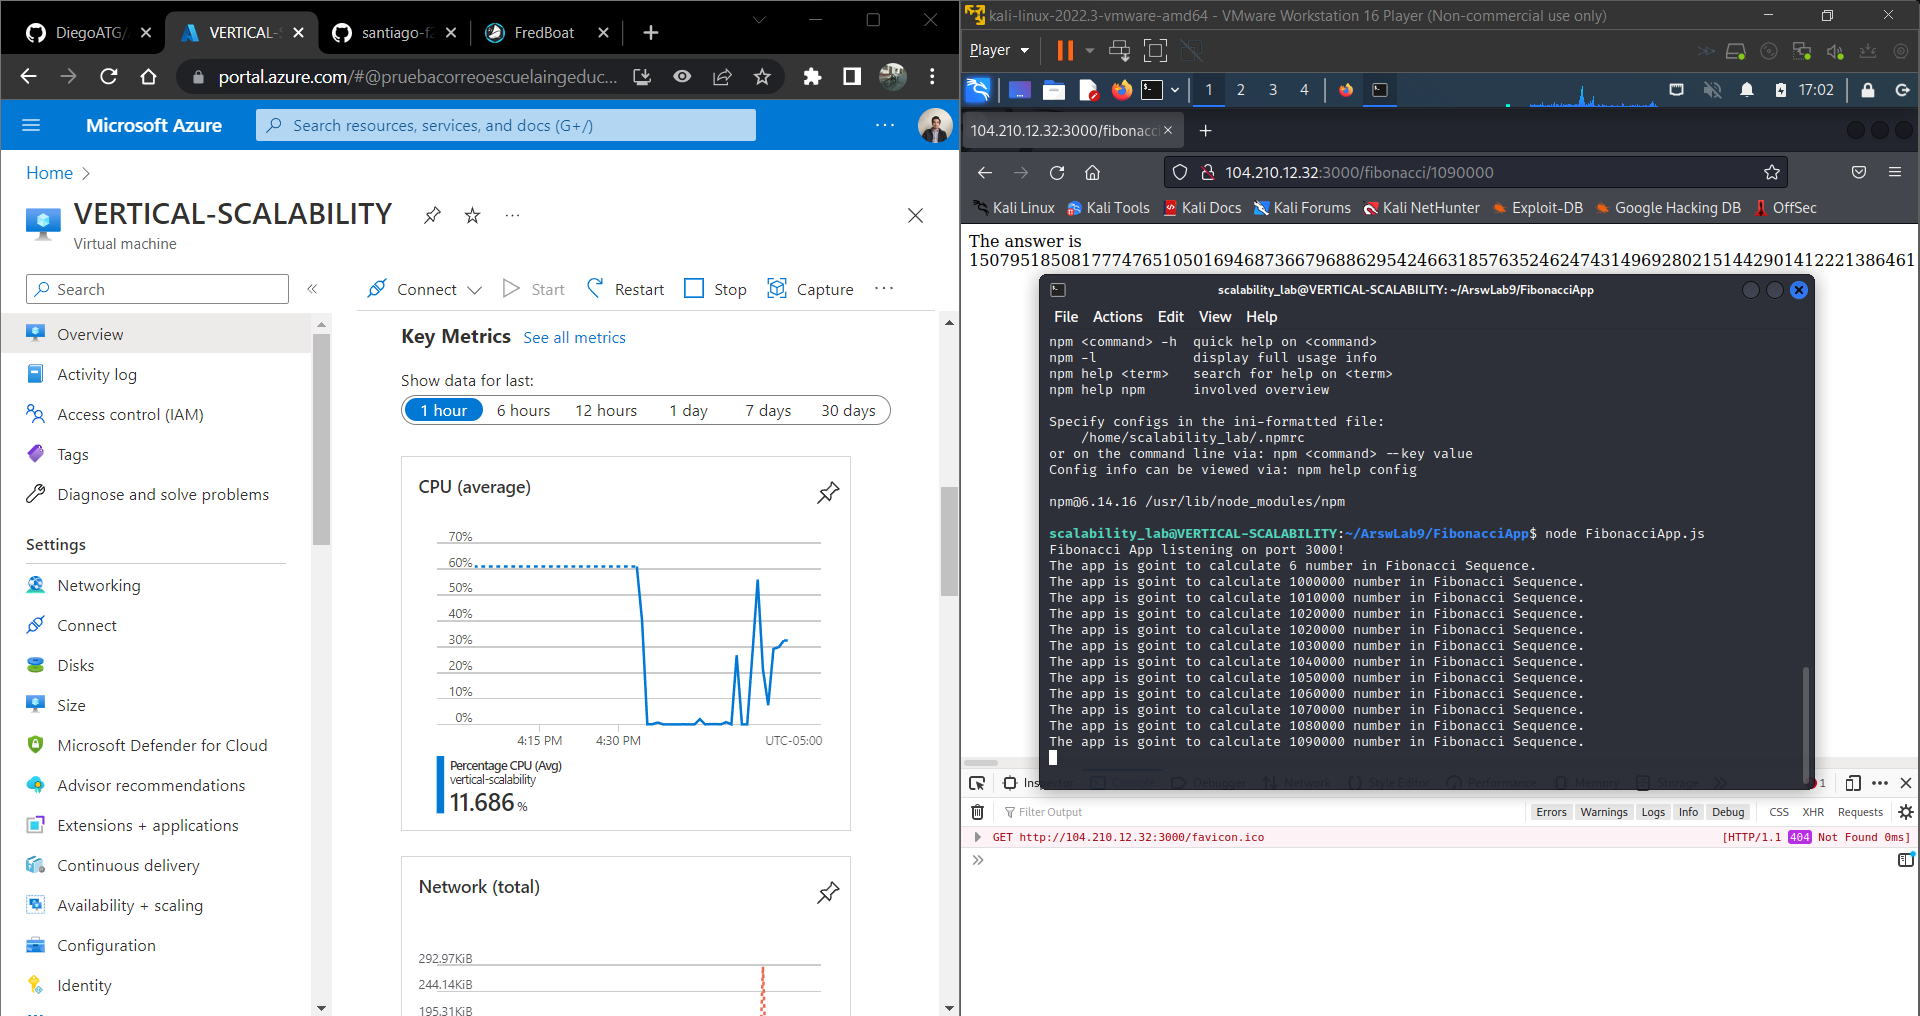 DiegoATG/
VERTICAL-S
santiago-f2
FredBoat
portal.azure.com/#@pruebacorreoescuelaingeduc...
Microsoft Azure
Search resources, services, and docs (G+/)
Home
VERTICAL-SCALABILITY
Virtual machine
Search
Connect
Start
Restart
Stop
Capture
Overview
Activity log
Access control (IAM)
Tags
Diagnose and solve problems
Settings
Networking
Connect
Disks
Size
Microsoft Defender for Cloud
Advisor recommendations
Extensions + applications
Continuous delivery
Availability + scaling
Configuration
Identity
Key Metrics See all metrics
Show data for last:
1 hour 6 hours 12 hours 1 day 7 days 30 days
CPU (average)
70%
60%
50%
40%
30%
20%
10%
0%
4:15 PM 4:30 PM UTC-05:00
Percentage CPU (Avg)
vertical-scalability
11.686 %
Network (total)
292.97KiB
244.14KiB
195.31KiB
kali-linux-2022.3-vmware-amd64 - VMware Workstation 16 Player (Non-commercial use only)
Player
1 2 3 4
17:02
104.210.12.32:3000/fibonacci
104.210.12.32:3000/fibonacci/1090000
Kali Linux Kali Tools Kali Docs Kali Forums Kali NetHunter Exploit-DB Google Hacking DB OffSec
The answer is
scalability_lab@VERTICAL-SCALABILITY: ~/ArswLab9/FibonacciApp
File Actions Edit View Help
npm <command> -h quick help on <command>
npm -l display full usage info
npm help <term> search for help on <term>
npm help npm involved overview
Specify configs in the ini-formatted file:
/home/scalability_lab/.npmrc
or on the command line via: npm <command> --key value
Config info can be viewed via: npm help config
npm@6.14.16 /usr/lib/node_modules/npm
scalability_lab@VERTICAL-SCALABILITY:~/ArswLab9/FibonacciApp$ node FibonacciApp.js
Fibonacci App listening on port 3000!
The app is goint to calculate 6 number in Fibonacci Sequence.
The app is goint to calculate 1000000 number in Fibonacci Sequence.
The app is goint to calculate 1010000 number in Fibonacci Sequence.
The app is goint to calculate 1020000 number in Fibonacci Sequence.
The app is goint to calculate 1020000 number in Fibonacci Sequence.
The app is goint to calculate 1030000 number in Fibonacci Sequence.
The app is goint to calculate 1040000 number in Fibonacci Sequence.
The app is goint to calculate 1050000 number in Fibonacci Sequence.
The app is goint to calculate 1060000 number in Fibonacci Sequence.
The app is goint to calculate 1070000 number in Fibonacci Sequence.
The app is goint to calculate 1080000 number in Fibonacci Sequence.
The app is goint to calculate 1090000 number in Fibonacci Sequence.
Inspector Console Debugger Network Style Editor Performance Memory Storage 1
Filter Output
Errors Warnings Logs Info Debug CSS XHR Requests
GET http://104.210.12.32:3000/favicon.ico [HTTP/1.1 404 Not Found 0ms]